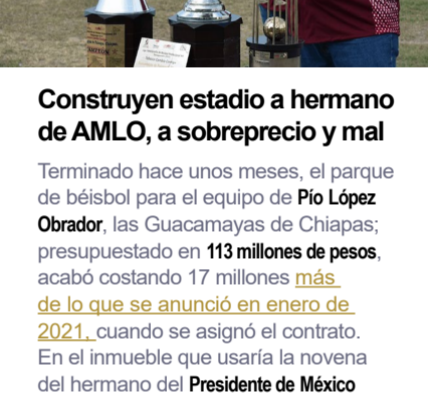 Construyen estadio a hermano
de AMLO, a sobreprecio y mal
Terminado hace unos meses, el parque
de béisbol para el equipo de Pío López
Obrador, las Guacamayas de Chiapas;
presupuestado en 113 millones de pesos,
acabó costando 17 millones más
de lo que se anunció en enero de
2021, cuando se asignó el contrato.
En el inmueble que usaría la novena
del hermano del Presidente de México